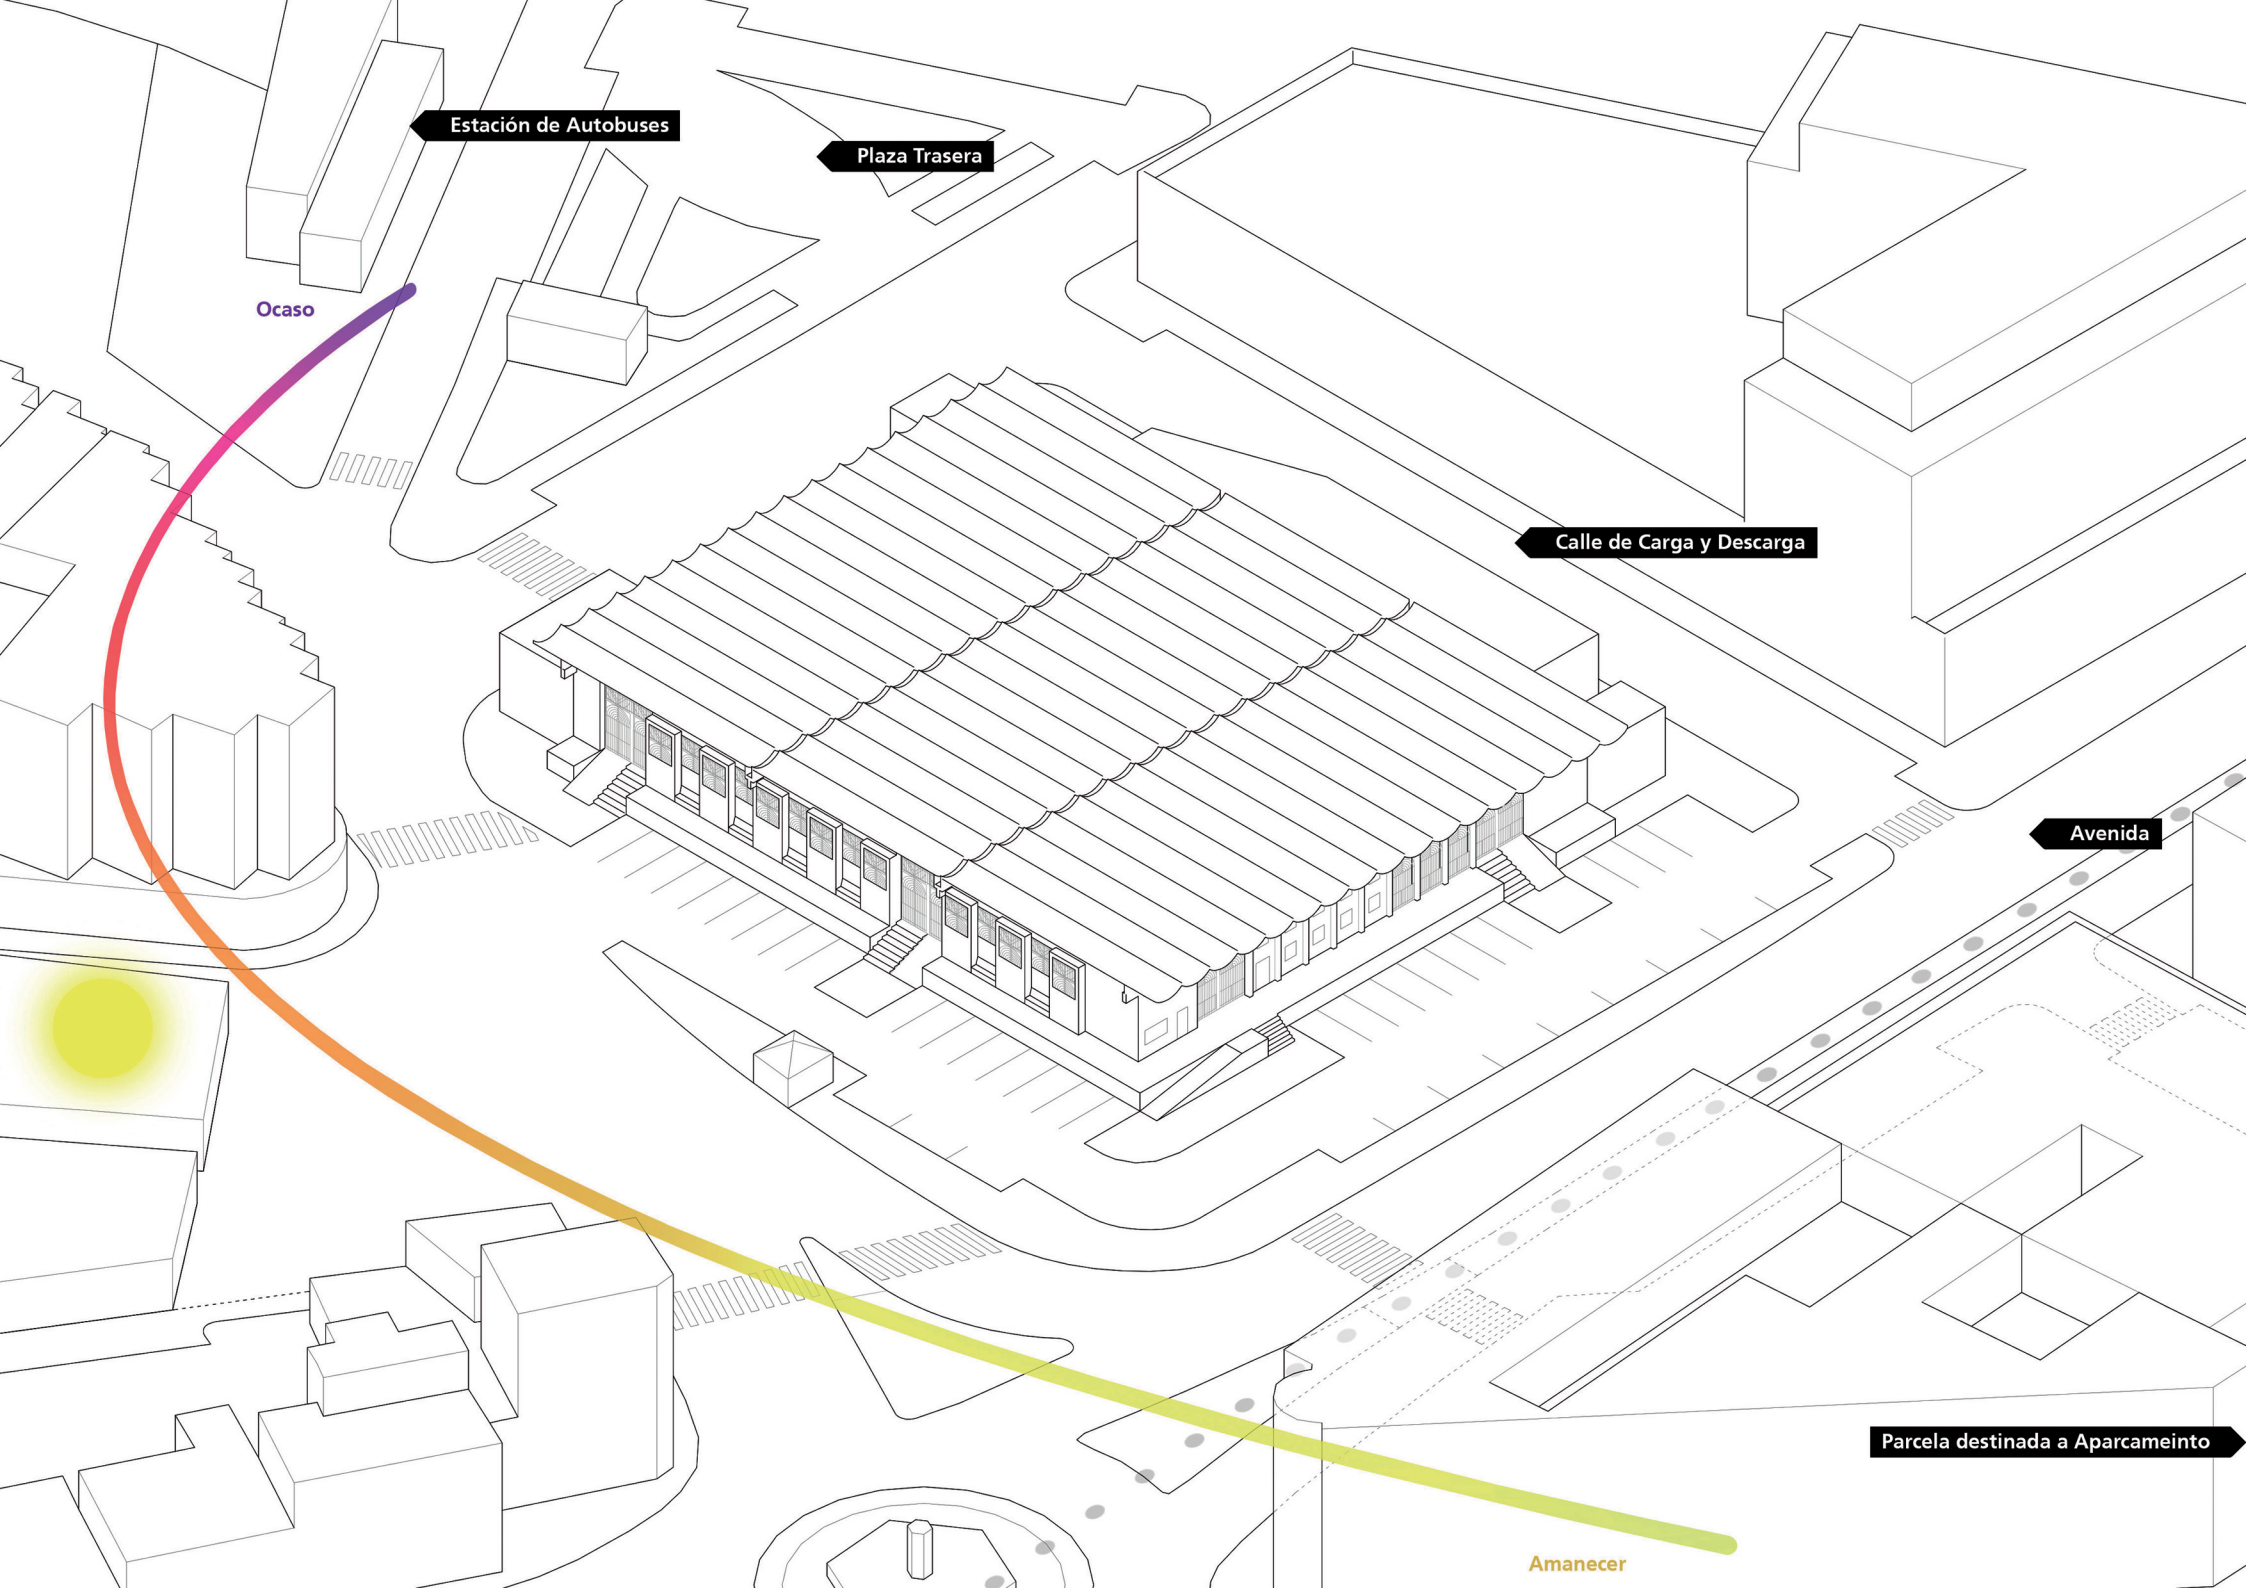 Estación de Autobuses
Plaza Trasera
Ocaso
Calle de Carga y Descarga
Avenida
Parcela destinada a Aparcameinto
Amanecer